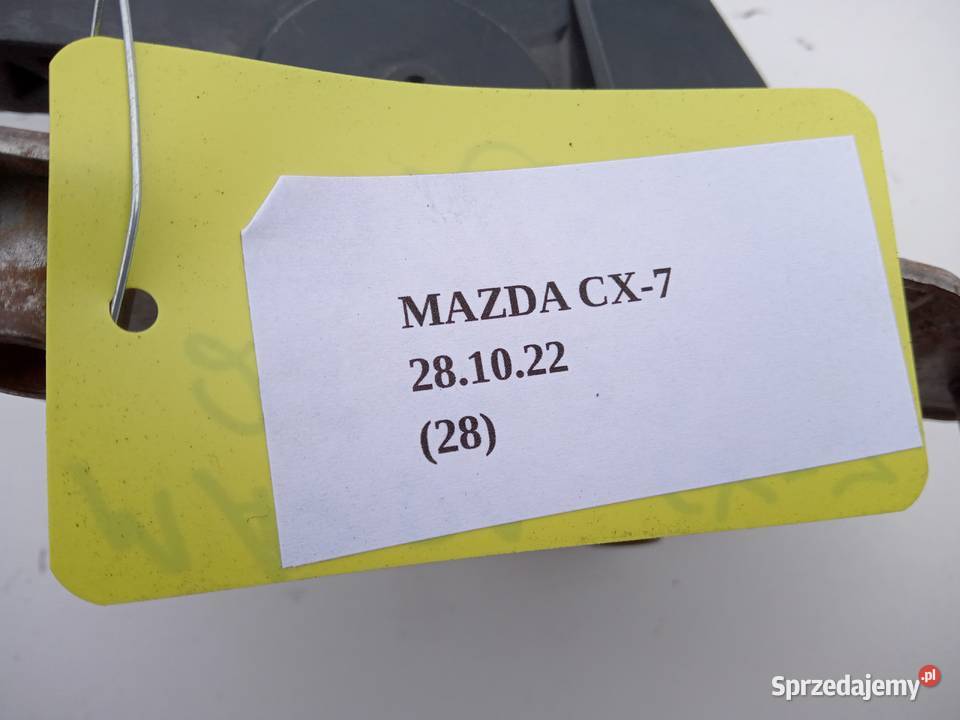 MAZDA CX-7
28.10.22
(28)
Sprzedajemy.pl